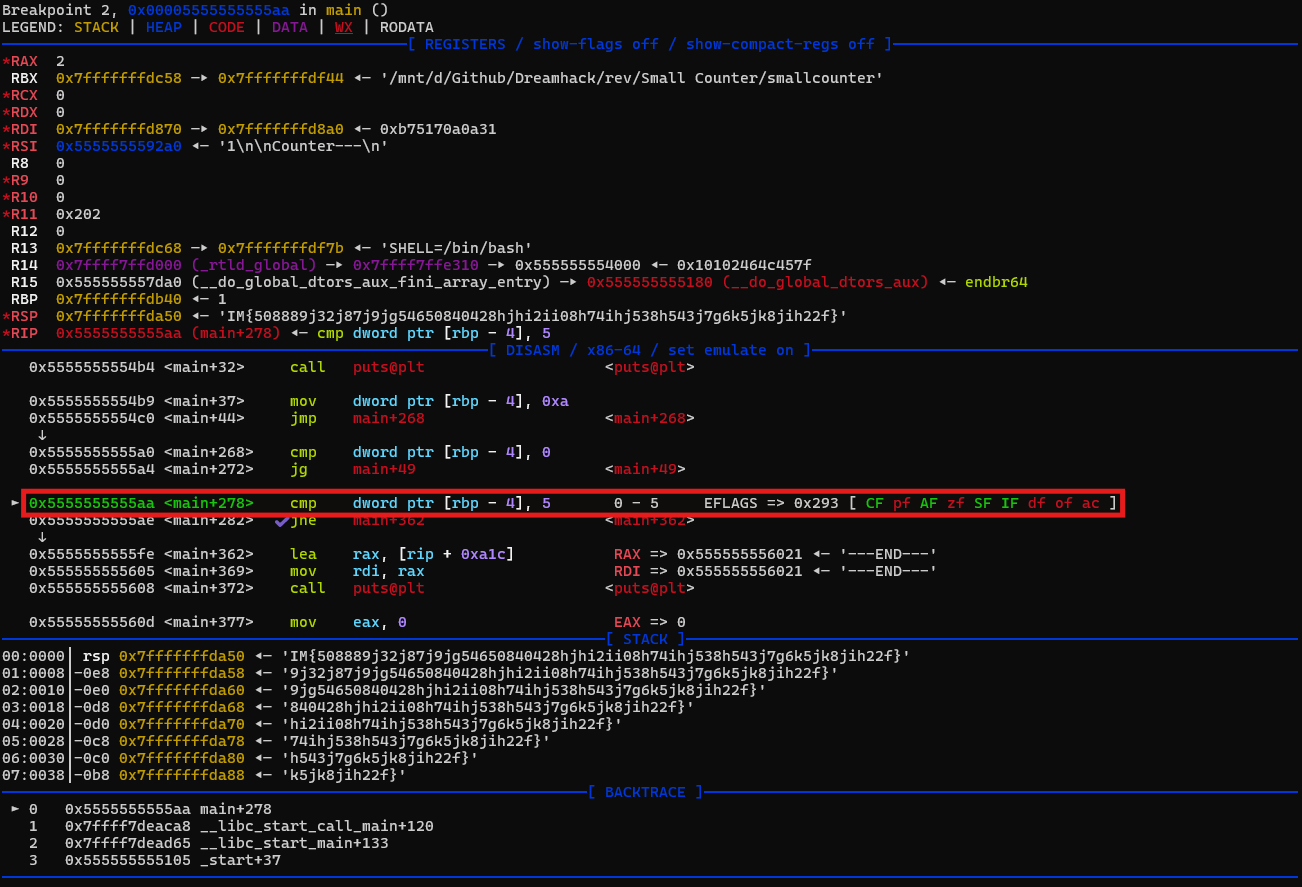 Breakpoint 2, 0x00005555555555aa in main ()
LEGEND: STACK | HEAP | CODE | DATA | WX | RODATA
[ REGISTERS / show-flags off / show-compact-regs off ]
*RAX  2
 RBX  0x7fffffffdc58 —▸ 0x7fffffffdf44 ◂— '/mnt/d/Github/Dreamhack/rev/Small Counter/smallcounter'
*RCX  0
*RDX  0
*RDI  0x7fffffffd870 —▸ 0x7fffffffd8a0 ◂— 0xb75170a0a31
*RSI  0x5555555592a0 ◂— '1\n\nCounter---\n'
 R8   0
*R9   0
*R10  0
*R11  0x202
 R12  0
 R13  0x7fffffffdc68 —▸ 0x7fffffffdf7b ◂— 'SHELL=/bin/bash'
 R14  0x7ffff7ffd000 (_rtld_global) —▸ 0x7ffff7ffe310 —▸ 0x555555554000 ◂— 0x10102464c457f
 R15  0x555555557da0 (__do_global_dtors_aux_fini_array_entry) —▸ 0x555555555180 (__do_global_dtors_aux) ◂— endbr64
 RBP  0x7fffffffdb40 ◂— 1
*RSP  0x7fffffffda50 ◂— 'IM{508889j32j87j9jg54650840428hjhi2ii08h74ihj538h543j7g6k5jk8jih22f}'
*RIP  0x5555555555aa (main+278) ◂— cmp dword ptr [rbp - 4], 5
[ DISASM / x86-64 / set emulate on ]
0x5555555554b4 <main+32>     call   puts@plt                    <puts@plt>
0x5555555554b9 <main+37>     mov    dword ptr [rbp - 4], 0xa
0x5555555554c0 <main+44>     jmp    main+268                    <main+268>
↓
0x5555555555a0 <main+268>    cmp    dword ptr [rbp - 4], 0
0x5555555555a4 <main+272>    jg     main+49                     <main+49>
► 0x5555555555aa <main+278>    cmp    dword ptr [rbp - 4], 5       0 - 5     EFLAGS => 0x293 [ CF pf AF zf SF IF df of ac ]
0x5555555555ae <main+282>  ✔ jne    main+362                    <main+362>
↓
0x5555555555fe <main+362>    lea    rax, [rip + 0xa1c]           RAX => 0x555555556021 ◂— '---END---'
0x555555555605 <main+369>    mov    rdi, rax                     RDI => 0x555555556021 ◂— '---END---'
0x555555555608 <main+372>    call   puts@plt                    <puts@plt>
0x55555555560d <main+377>    mov    eax, 0                       EAX => 0
[ STACK ]
00:0000│ rsp 0x7fffffffda50 ◂— 'IM{508889j32j87j9jg54650840428hjhi2ii08h74ihj538h543j7g6k5jk8jih22f}'
01:0008│-0e8 0x7fffffffda58 ◂— '9j32j87j9jg54650840428hjhi2ii08h74ihj538h543j7g6k5jk8jih22f}'
02:0010│-0e0 0x7fffffffda60 ◂— '9jg54650840428hjhi2ii08h74ihj538h543j7g6k5jk8jih22f}'
03:0018│-0d8 0x7fffffffda68 ◂— '840428hjhi2ii08h74ihj538h543j7g6k5jk8jih22f}'
04:0020│-0d0 0x7fffffffda70 ◂— 'hi2ii08h74ihj538h543j7g6k5jk8jih22f}'
05:0028│-0c8 0x7fffffffda78 ◂— '74ihj538h543j7g6k5jk8jih22f}'
06:0030│-0c0 0x7fffffffda80 ◂— 'h543j7g6k5jk8jih22f}'
07:0038│-0b8 0x7fffffffda88 ◂— 'k5jk8jih22f}'
[ BACKTRACE ]
► 0   0x5555555555aa main+278
1   0x7ffff7deaca8 __libc_start_call_main+120
2   0x7ffff7dead65 __libc_start_main+133
3   0x555555555105 _start+37